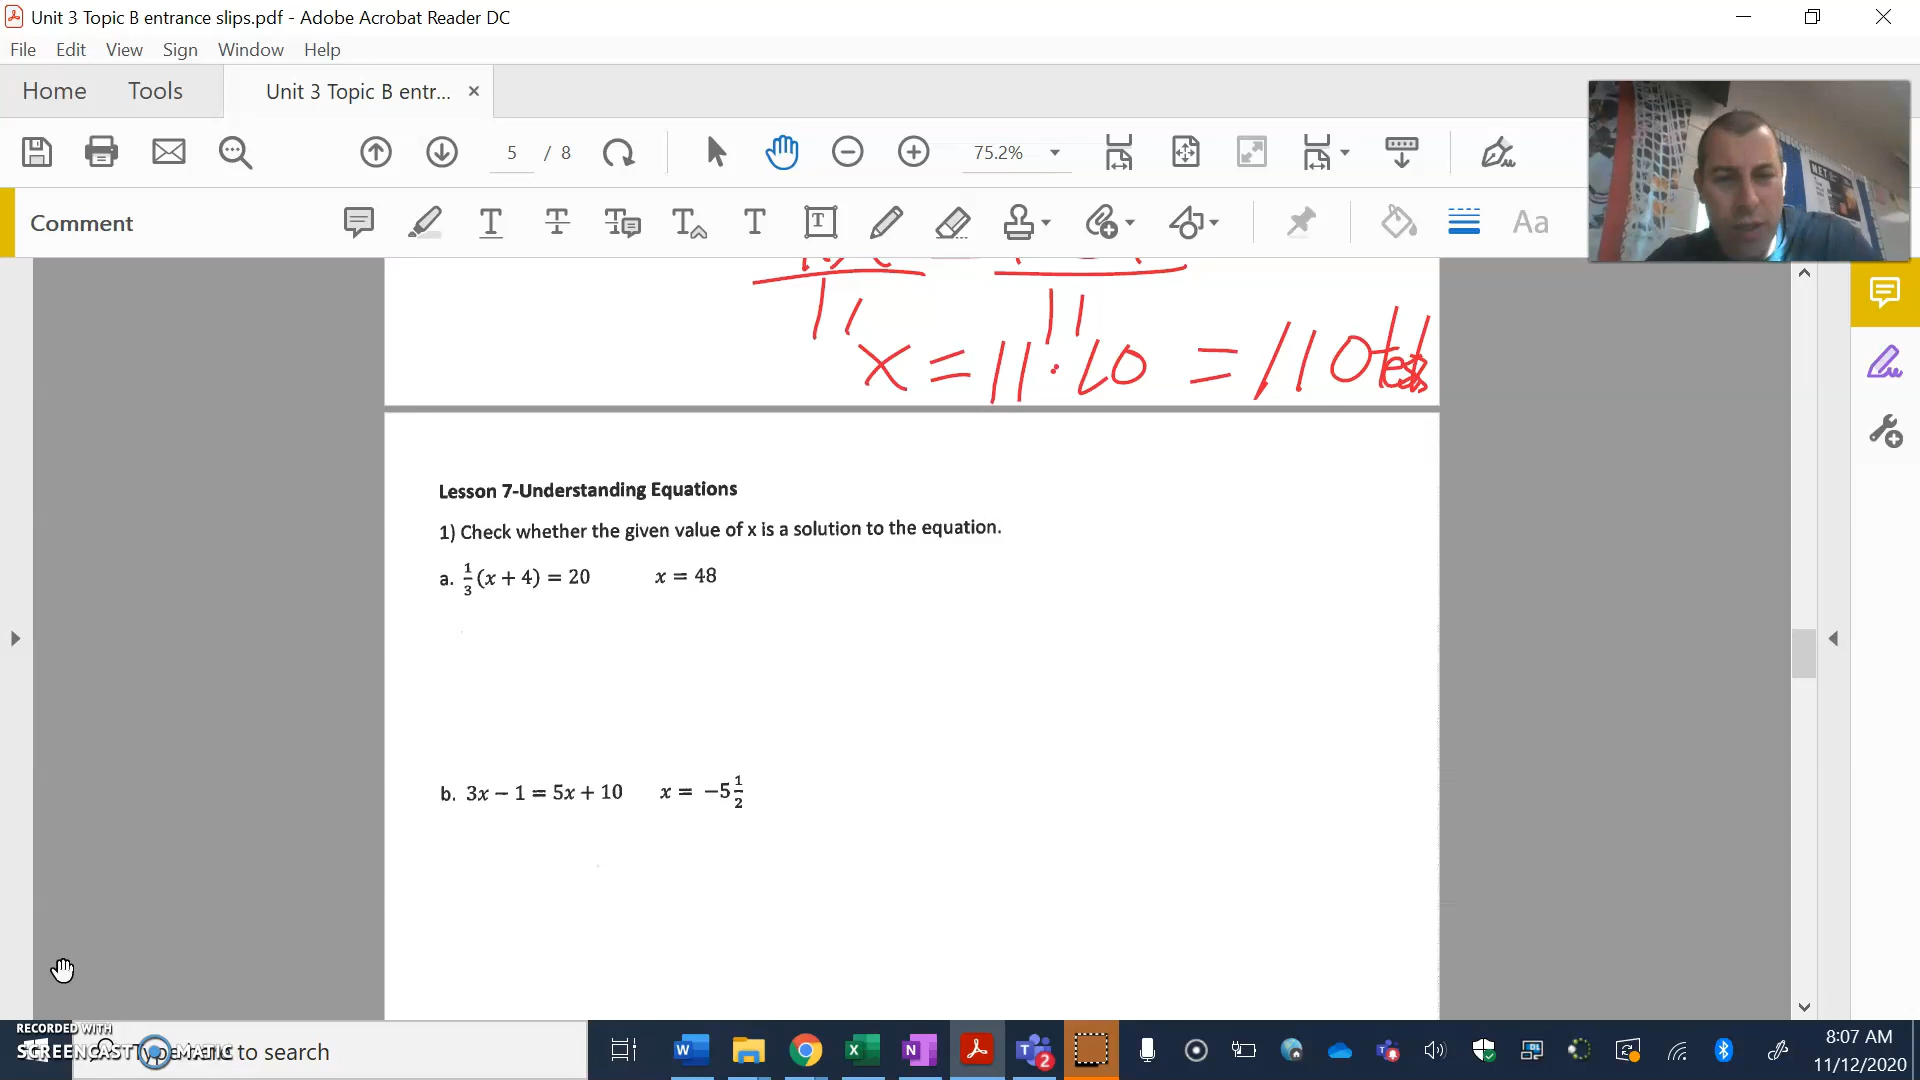 Unit 3 Topic B entrance slips.pdf - Adobe Acrobat Reader DC
File Edit View Sign Window Help
Home Tools Unit 3 Topic B entr... ×
5 / 8 75.2%
Comment Aa
x = 11 · 10 = 110
Lesson 7-Understanding Equations
1) Check whether the given value of x is a solution to the equation.
a. 1/3(x + 4) = 20 x = 48
b. 3x − 1 = 5x + 10 x = −5 1/2
RECORDED WITH
SCREENCAST MATIC
to search
8:07 AM
11/12/2020